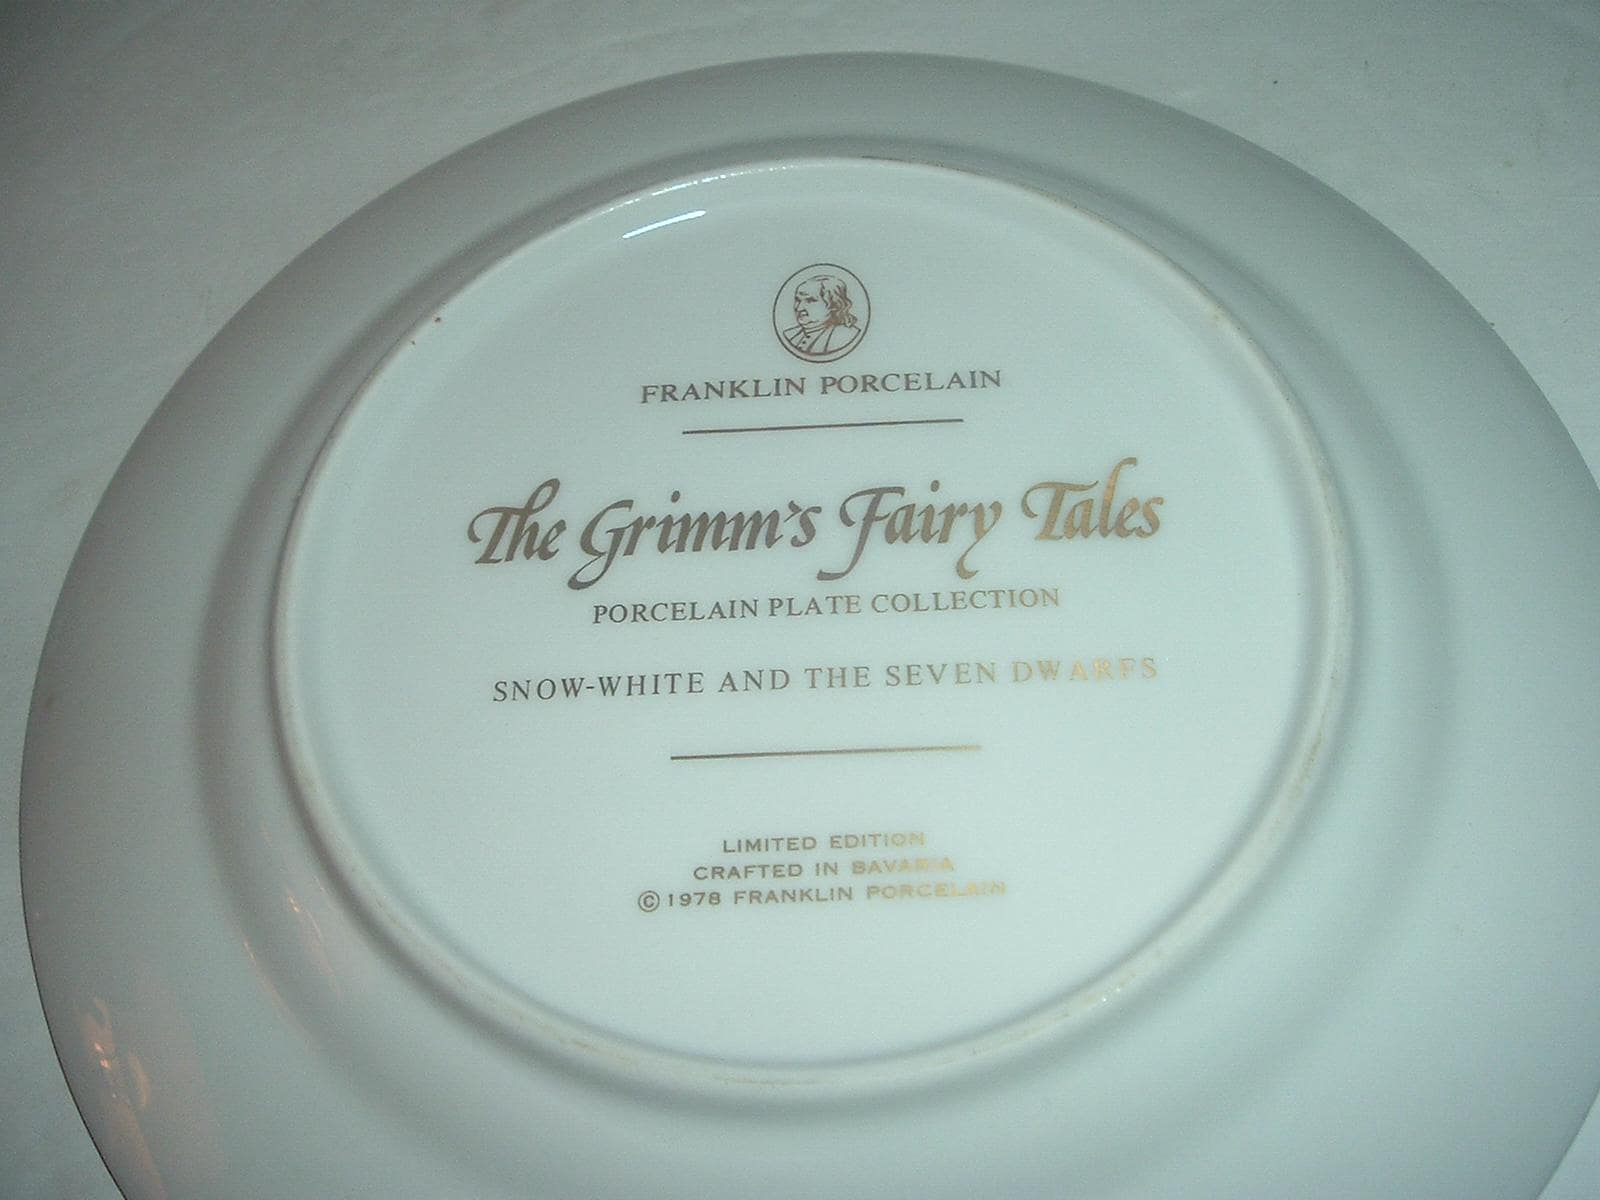 FRANKLIN PORCELAIN
The Grimm's Fairy Tales
PORCELAIN PLATE COLLECTION
SNOW-WHITE AND THE SEVEN DWARFS
LIMITED EDITION
CRAFTED IN BAVARIA
©1978 FRANKLIN PORCELAIN